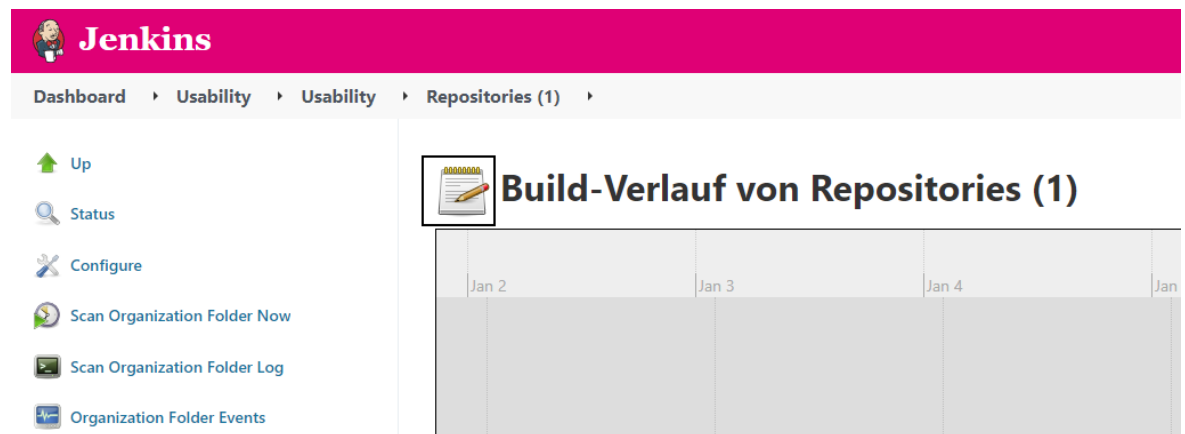 Jenkins
Dashboard Usability Usability Repositories (1)
Up
Status
Configure
Scan Organization Folder Now
Scan Organization Folder Log
Organization Folder Events
Build-Verlauf von Repositories (1)
Jan 2 Jan 3 Jan 4 Jan